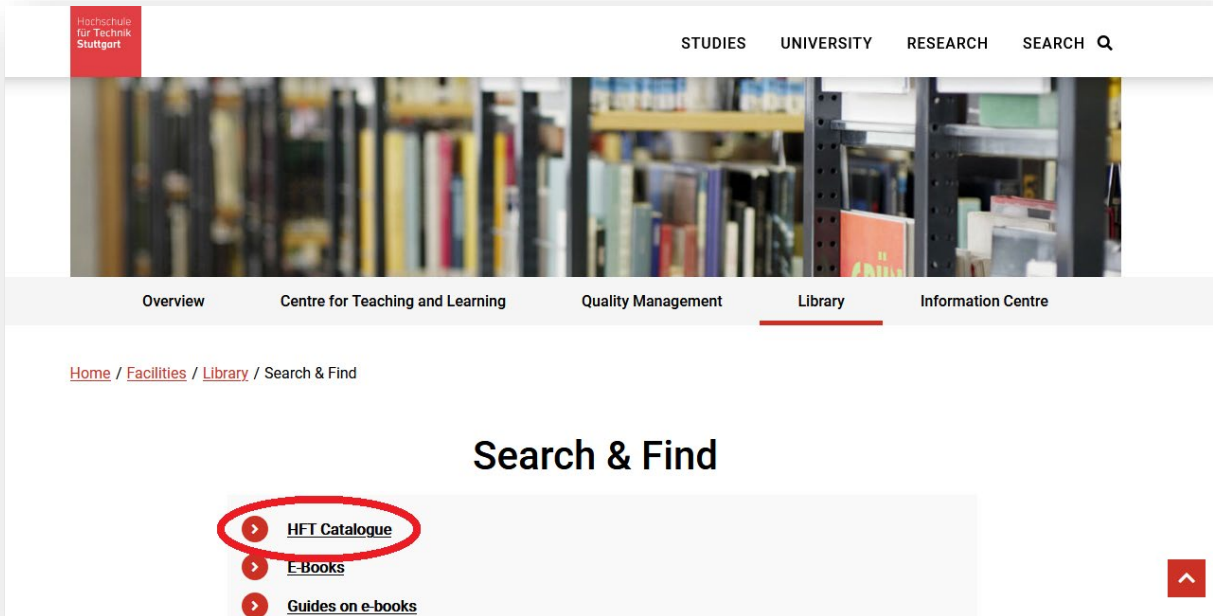 Hochschule
für Technik
Stuttgart
STUDIES UNIVERSITY RESEARCH SEARCH
GRÜN
Overview Centre for Teaching and Learning Quality Management Library Information Centre
Home / Facilities / Library / Search & Find
Search & Find
HFT Catalogue
E-Books
Guides on e-books